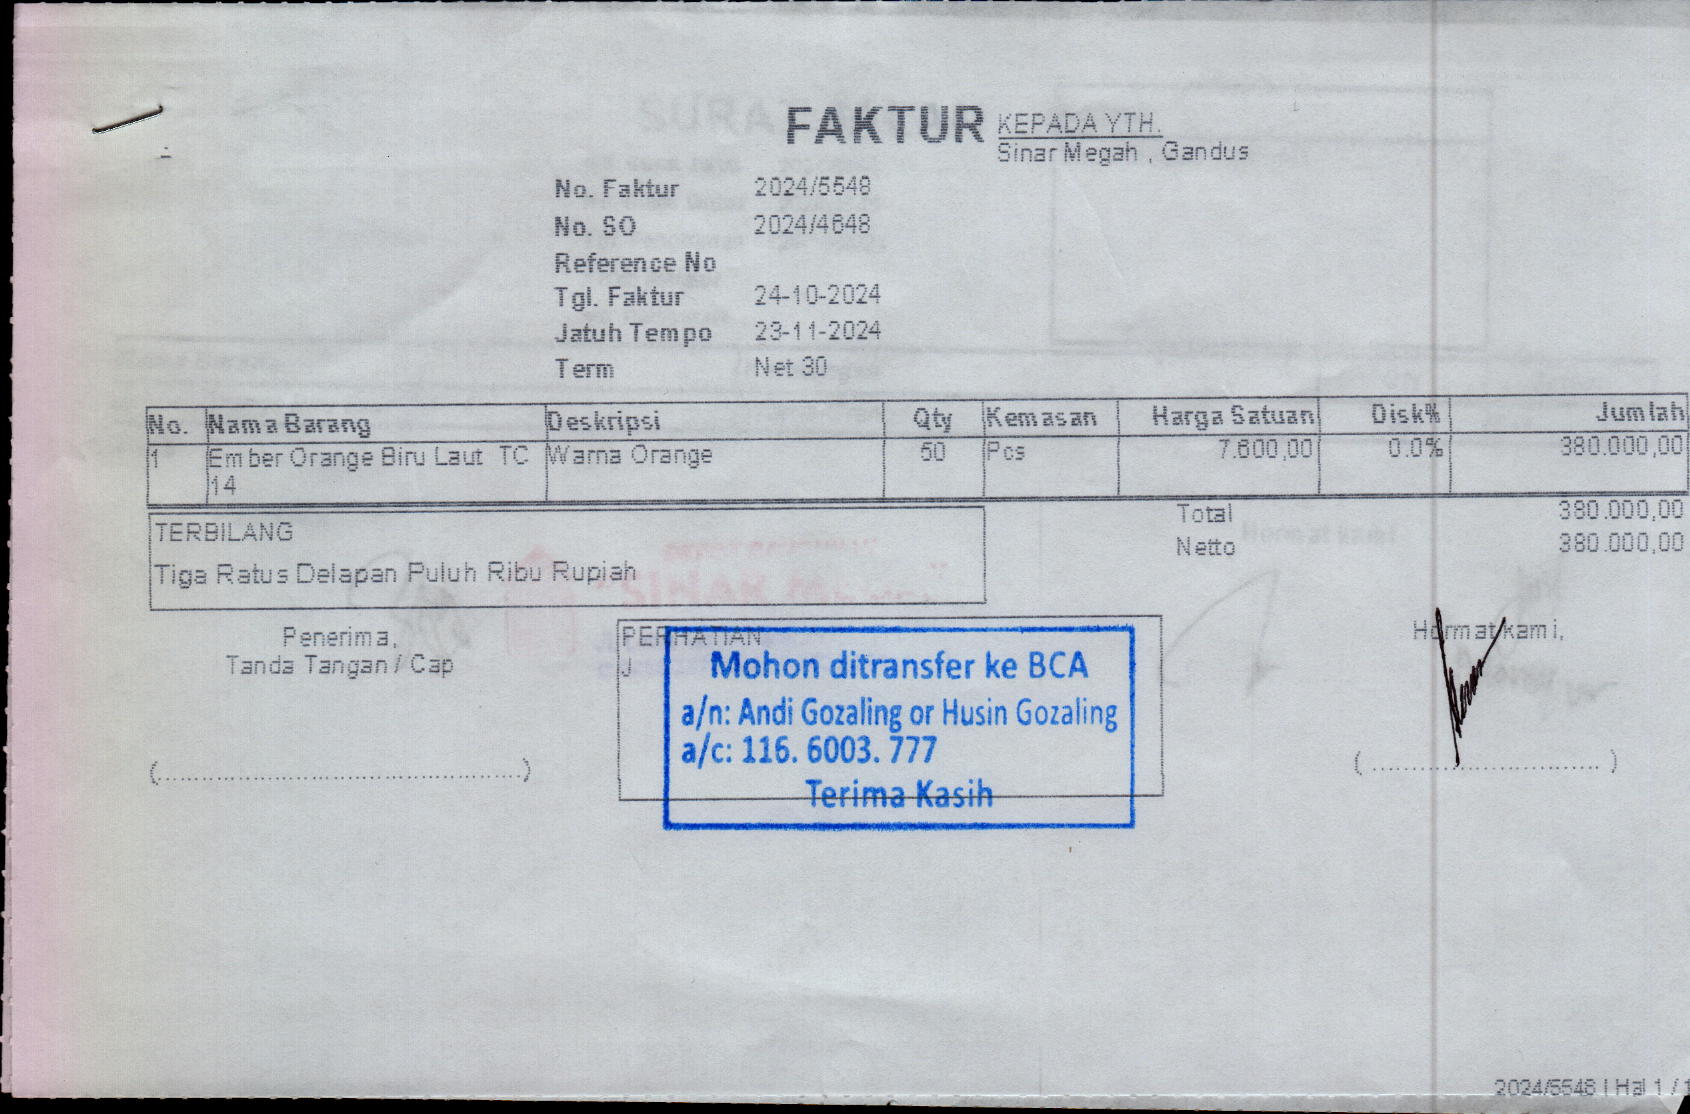 FAKTUR
KEPADA YTH.
Sinar Megah , Gandus
No. Faktur 2024/5548
No. SO 2024/4648
Reference No
Tgl. Faktur 24-10-2024
Jatuh Tempo 23-11-2024
Term Net 30
No. Nama Barang Deskripsi Qty Kemasan Harga Satuan Disk% Jumlah
1 Ember Orange Biru Laut TC Warna Orange 50 Pcs 7.600,00 0.0% 380.000,00
14
Total 380.000,00
Netto 380.000,00
TERBILANG
Tiga Ratus Delapan Puluh Ribu Rupiah
Penerima,
Tanda Tangan / Cap
(..............................................)
PERHATIAN
J
Mohon ditransfer ke BCA
a/n: Andi Gozaling or Husin Gozaling
a/c: 116. 6003. 777
Terima Kasih
Hormat kami,
(.............................)
2024/5548 | Hal 1 / 1